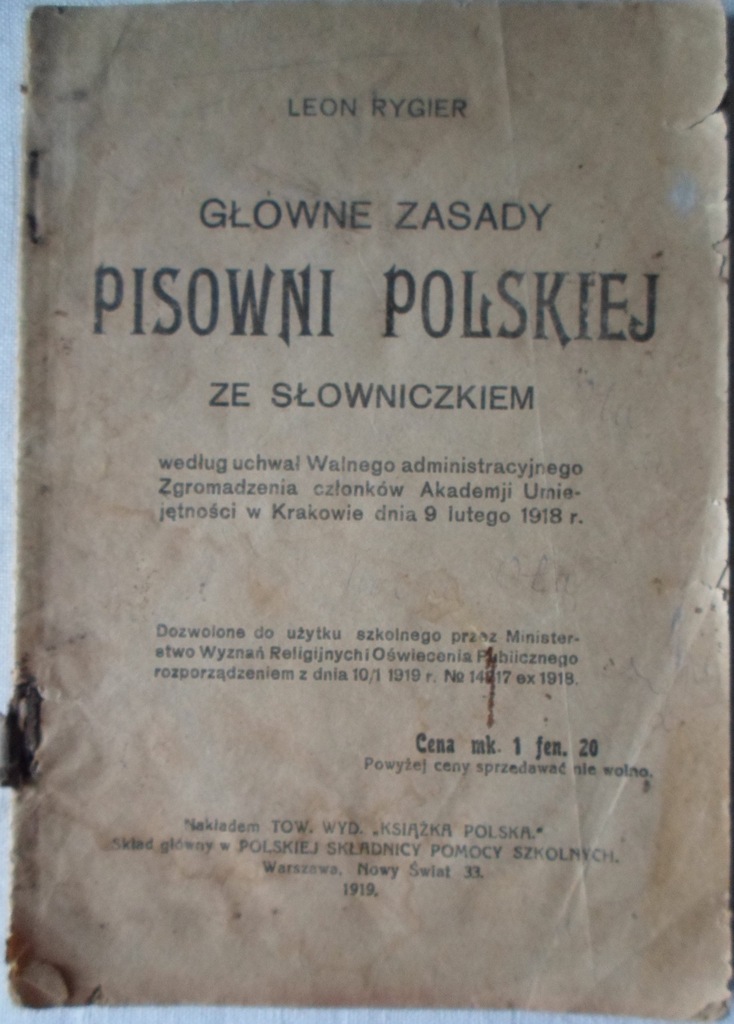 LEON RYGIER
GŁÓWNE ZASADY
PISOWNI POLSKIEJ
ZE SŁOWNICZKIEM
według uchwał Walnego administracyjnego
Zgromadzenia członków Akademji Umie-
jętności w Krakowie dnia 9 lutego 1918 r.
Dozwolone do użytku szkolnego przez Minister-
stwo Wyznań Religijnych i Oświecenia Publicznego
rozporządzeniem z dnia 10/1 1919 r. № ex 1918.
Cena mk. 1 fen. 20
Powyżej ceny sprzedawać nie wolno.
Nakładem TOW. WYD. „KSIĄŻKA POLSKA."
Skład główny w POLSKIEJ SKŁADNICY POMOCY SZKOLNYCH.
Warszawa, Nowy Świat 33.
1919.